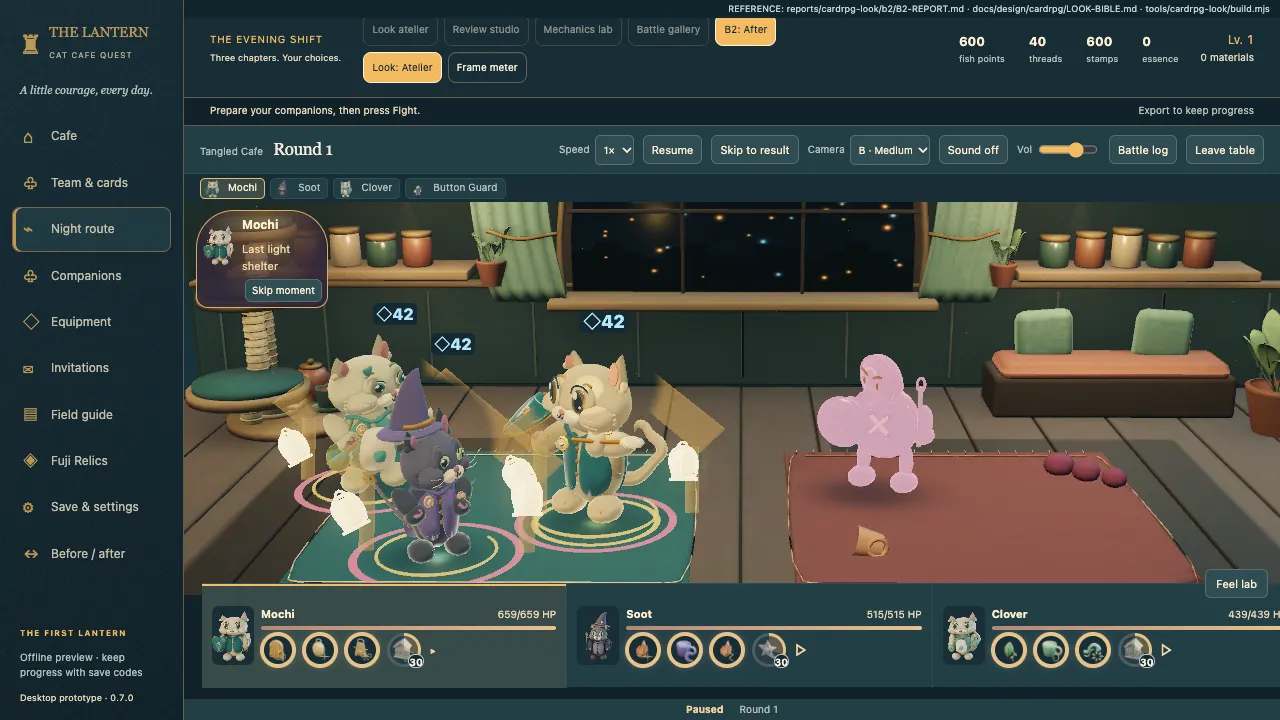 REFERENCE: reports/cardrpg-look/b2/B2-REPORT.md · docs/design/cardrpg/LOOK-BIBLE.md · tools/cardrpg-look/build.mjs
THE LANTERN
CAT CAFE QUEST
A little courage, every day.
Cafe
Team & cards
Night route
Companions
Equipment
Invitations
Field guide
Fuji Relics
Save & settings
Before / after
THE FIRST LANTERN
Offline preview · keep
progress with save codes
Desktop prototype · 0.7.0
THE EVENING SHIFT
Three chapters. Your choices.
Look atelier
Review studio
Mechanics lab
Battle gallery
B2: After
Look: Atelier
Frame meter
600
fish points
40
threads
600
stamps
0
essence
Lv. 1
0 materials
Prepare your companions, then press Fight.
Export to keep progress
Tangled Cafe
Round 1
Speed
1x
Resume
Skip to result
Camera
B · Medium
Sound off
Vol
Battle log
Leave table
Mochi
Soot
Clover
Button Guard
Mochi
Last light
shelter
Skip moment
42
42
42
Feel lab
Mochi
659/659 HP
30
Soot
515/515 HP
30
Clover
439/439 H
30
Paused
Round 1